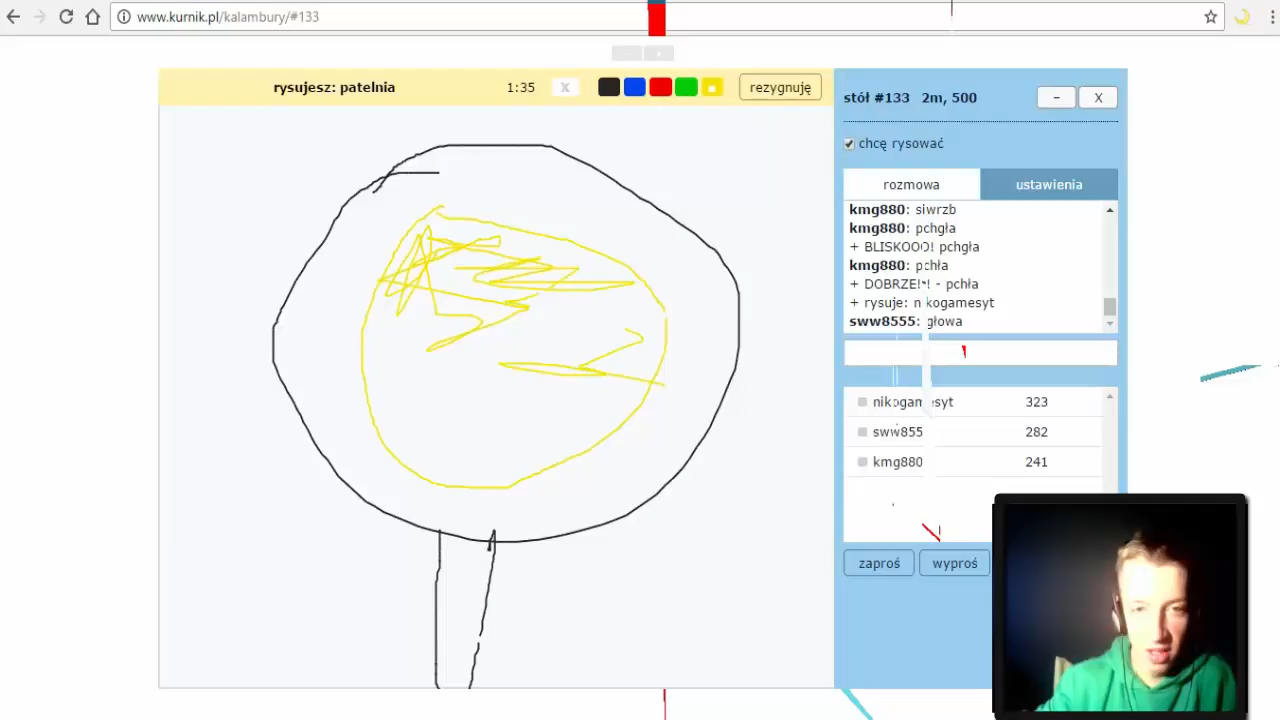 www.kurnik.pl/kalambury/#133
rysujesz: patelnia
1:35
X
rezygnuję
stół #133 2m, 500
–
X
chcę rysować
rozmowa
ustawienia
kmg880: siwrzb
kmg880: pchgła
+ BLISKOOO! pchgła
kmg880: pchła
+ DOBRZE!*! - pchła
+ rysuje: n kogamesyt
sww8555: głowa
nikogamesyt 323
sww855 282
kmg880 241
zaproś
wyproś